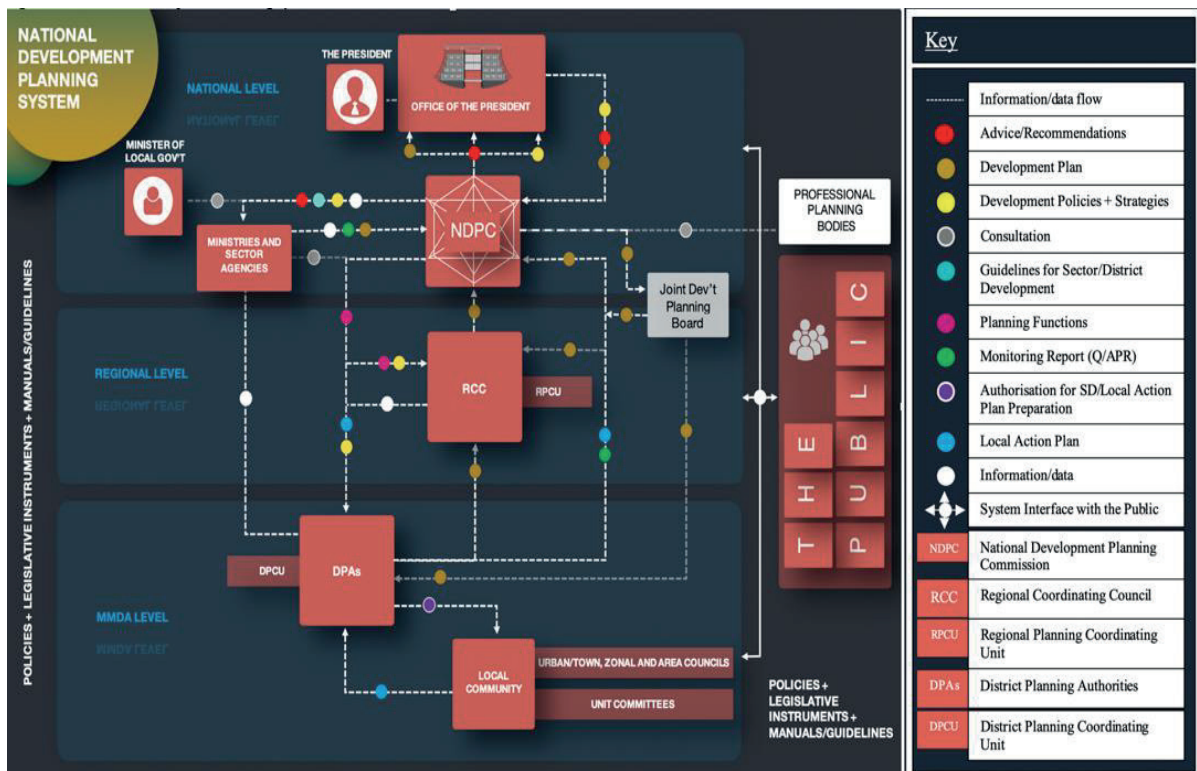 NATIONAL
DEVELOPMENT
PLANNING
SYSTEM
THE PRESIDENT
NATIONAL LEVEL
OFFICE OF THE PRESIDENT
MINISTER OF
LOCAL GOV'T
MINISTRIES AND
SECTOR
AGENCIES
NDPC
PROFESSIONAL
PLANNING
BODIES
Joint Dev't
Planning
Board
REGIONAL LEVEL
RCC
RPCU
THE
PUBLIC
DPCU
DPAs
MMDA LEVEL
LOCAL
COMMUNITY
URBAN/TOWN, ZONAL AND AREA COUNCILS
UNIT COMMITTEES
POLICIES + LEGISLATIVE INSTRUMENTS + MANUALS/GUIDELINES
POLICIES +
LEGISLATIVE
INSTRUMENTS +
MANUALS/GUIDELINES
Key
Information/data flow
Advice/Recommendations
Development Plan
Development Policies + Strategies
Consultation
Guidelines for Sector/District
Development
Planning Functions
Monitoring Report (Q/APR)
Authorisation for SD/Local Action
Plan Preparation
Local Action Plan
Information/data
System Interface with the Public
NDPC
National Development Planning
Commission
RCC
Regional Coordinating Council
RPCU
Regional Planning Coordinating
Unit
DPAs
District Planning Authorities
DPCU
District Planning Coordinating
Unit